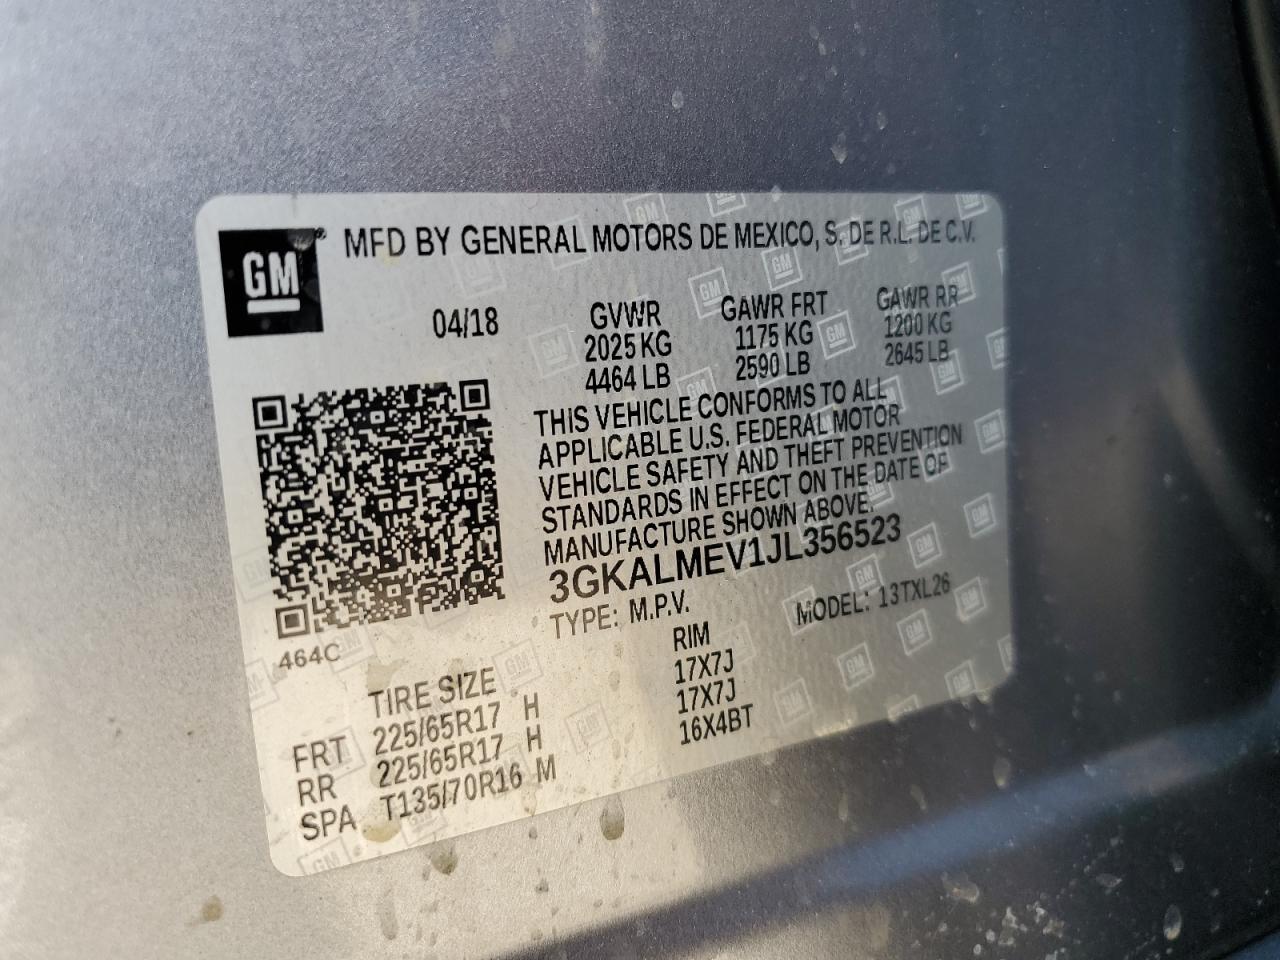 GM
MFD BY GENERAL MOTORS DE MEXICO, S. DE R.L. DE C.V.
04/18
GVWR GAWR FRT GAWR RR
2025 KG 1175 KG 1200 KG
4464 LB 2590 LB 2645 LB
THIS VEHICLE CONFORMS TO ALL
APPLICABLE U.S. FEDERAL MOTOR
VEHICLE SAFETY AND THEFT PREVENTION
STANDARDS IN EFFECT ON THE DATE OF
MANUFACTURE SHOWN ABOVE.
3GKALMEV1JL356523
TYPE: M.P.V. MODEL: 13TXL26
464C
TIRE SIZE RIM
FRT 225/65R17 H 17X7J
RR 225/65R17 H 17X7J
SPA T135/70R16 M 16X4BT